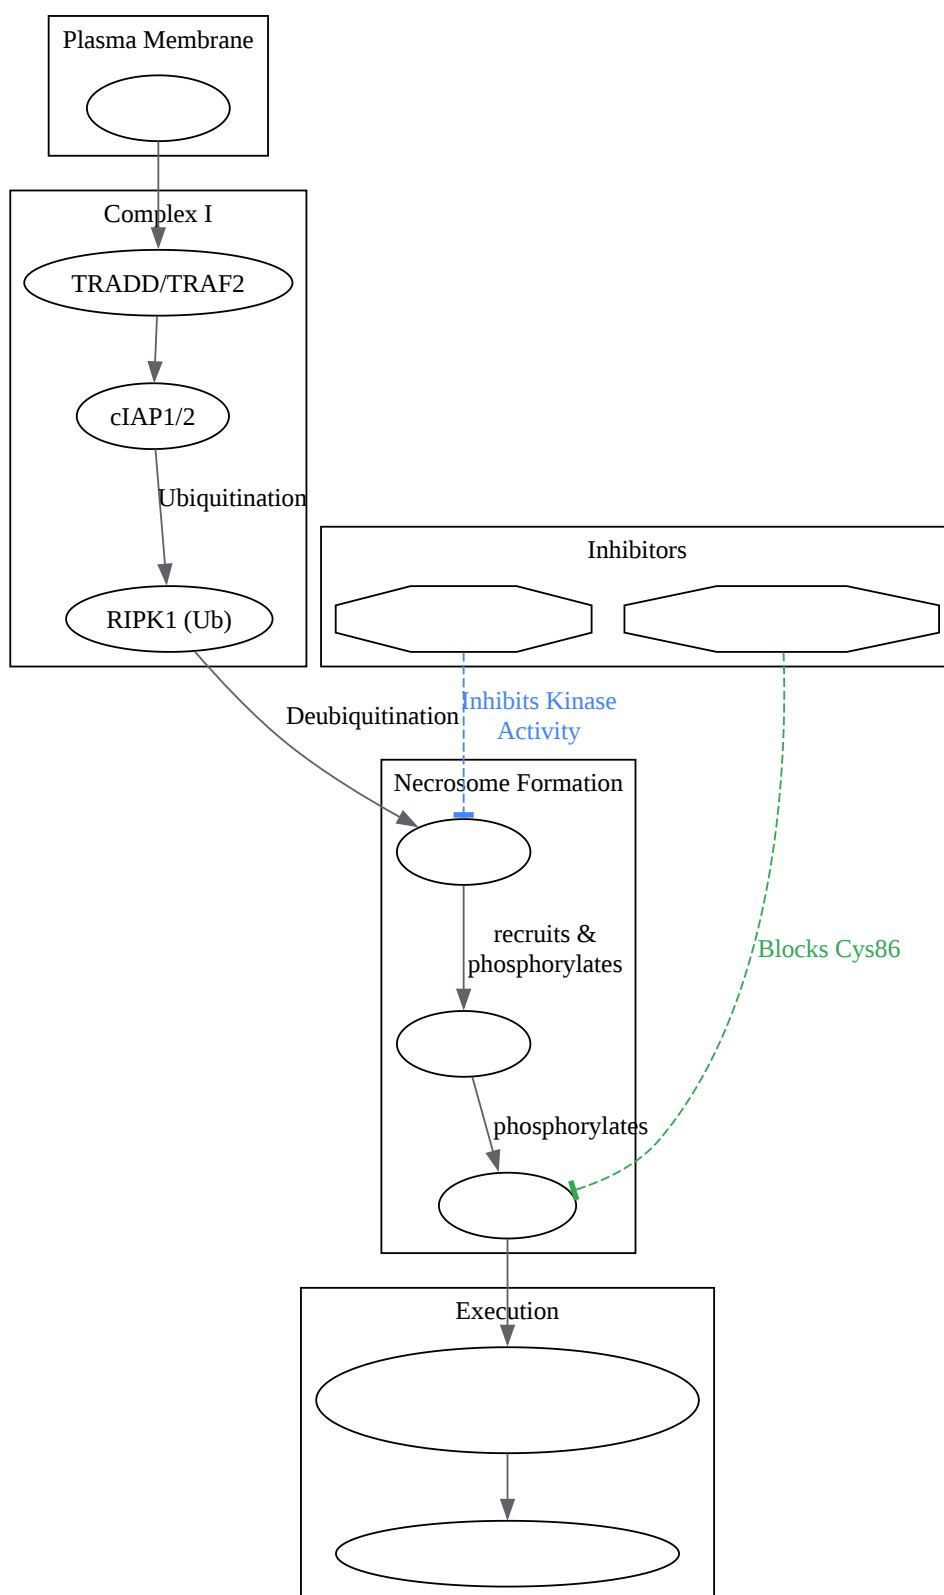 Plasma Membrane
Complex I
TRADD/TRAF2
cIAP1/2
Ubiquitination
RIPK1 (Ub)
Inhibitors
Deubiquitination
Inhibits Kinase
Activity
Necrosome Formation
recruits &
phosphorylates
Blocks Cys86
phosphorylates
Execution